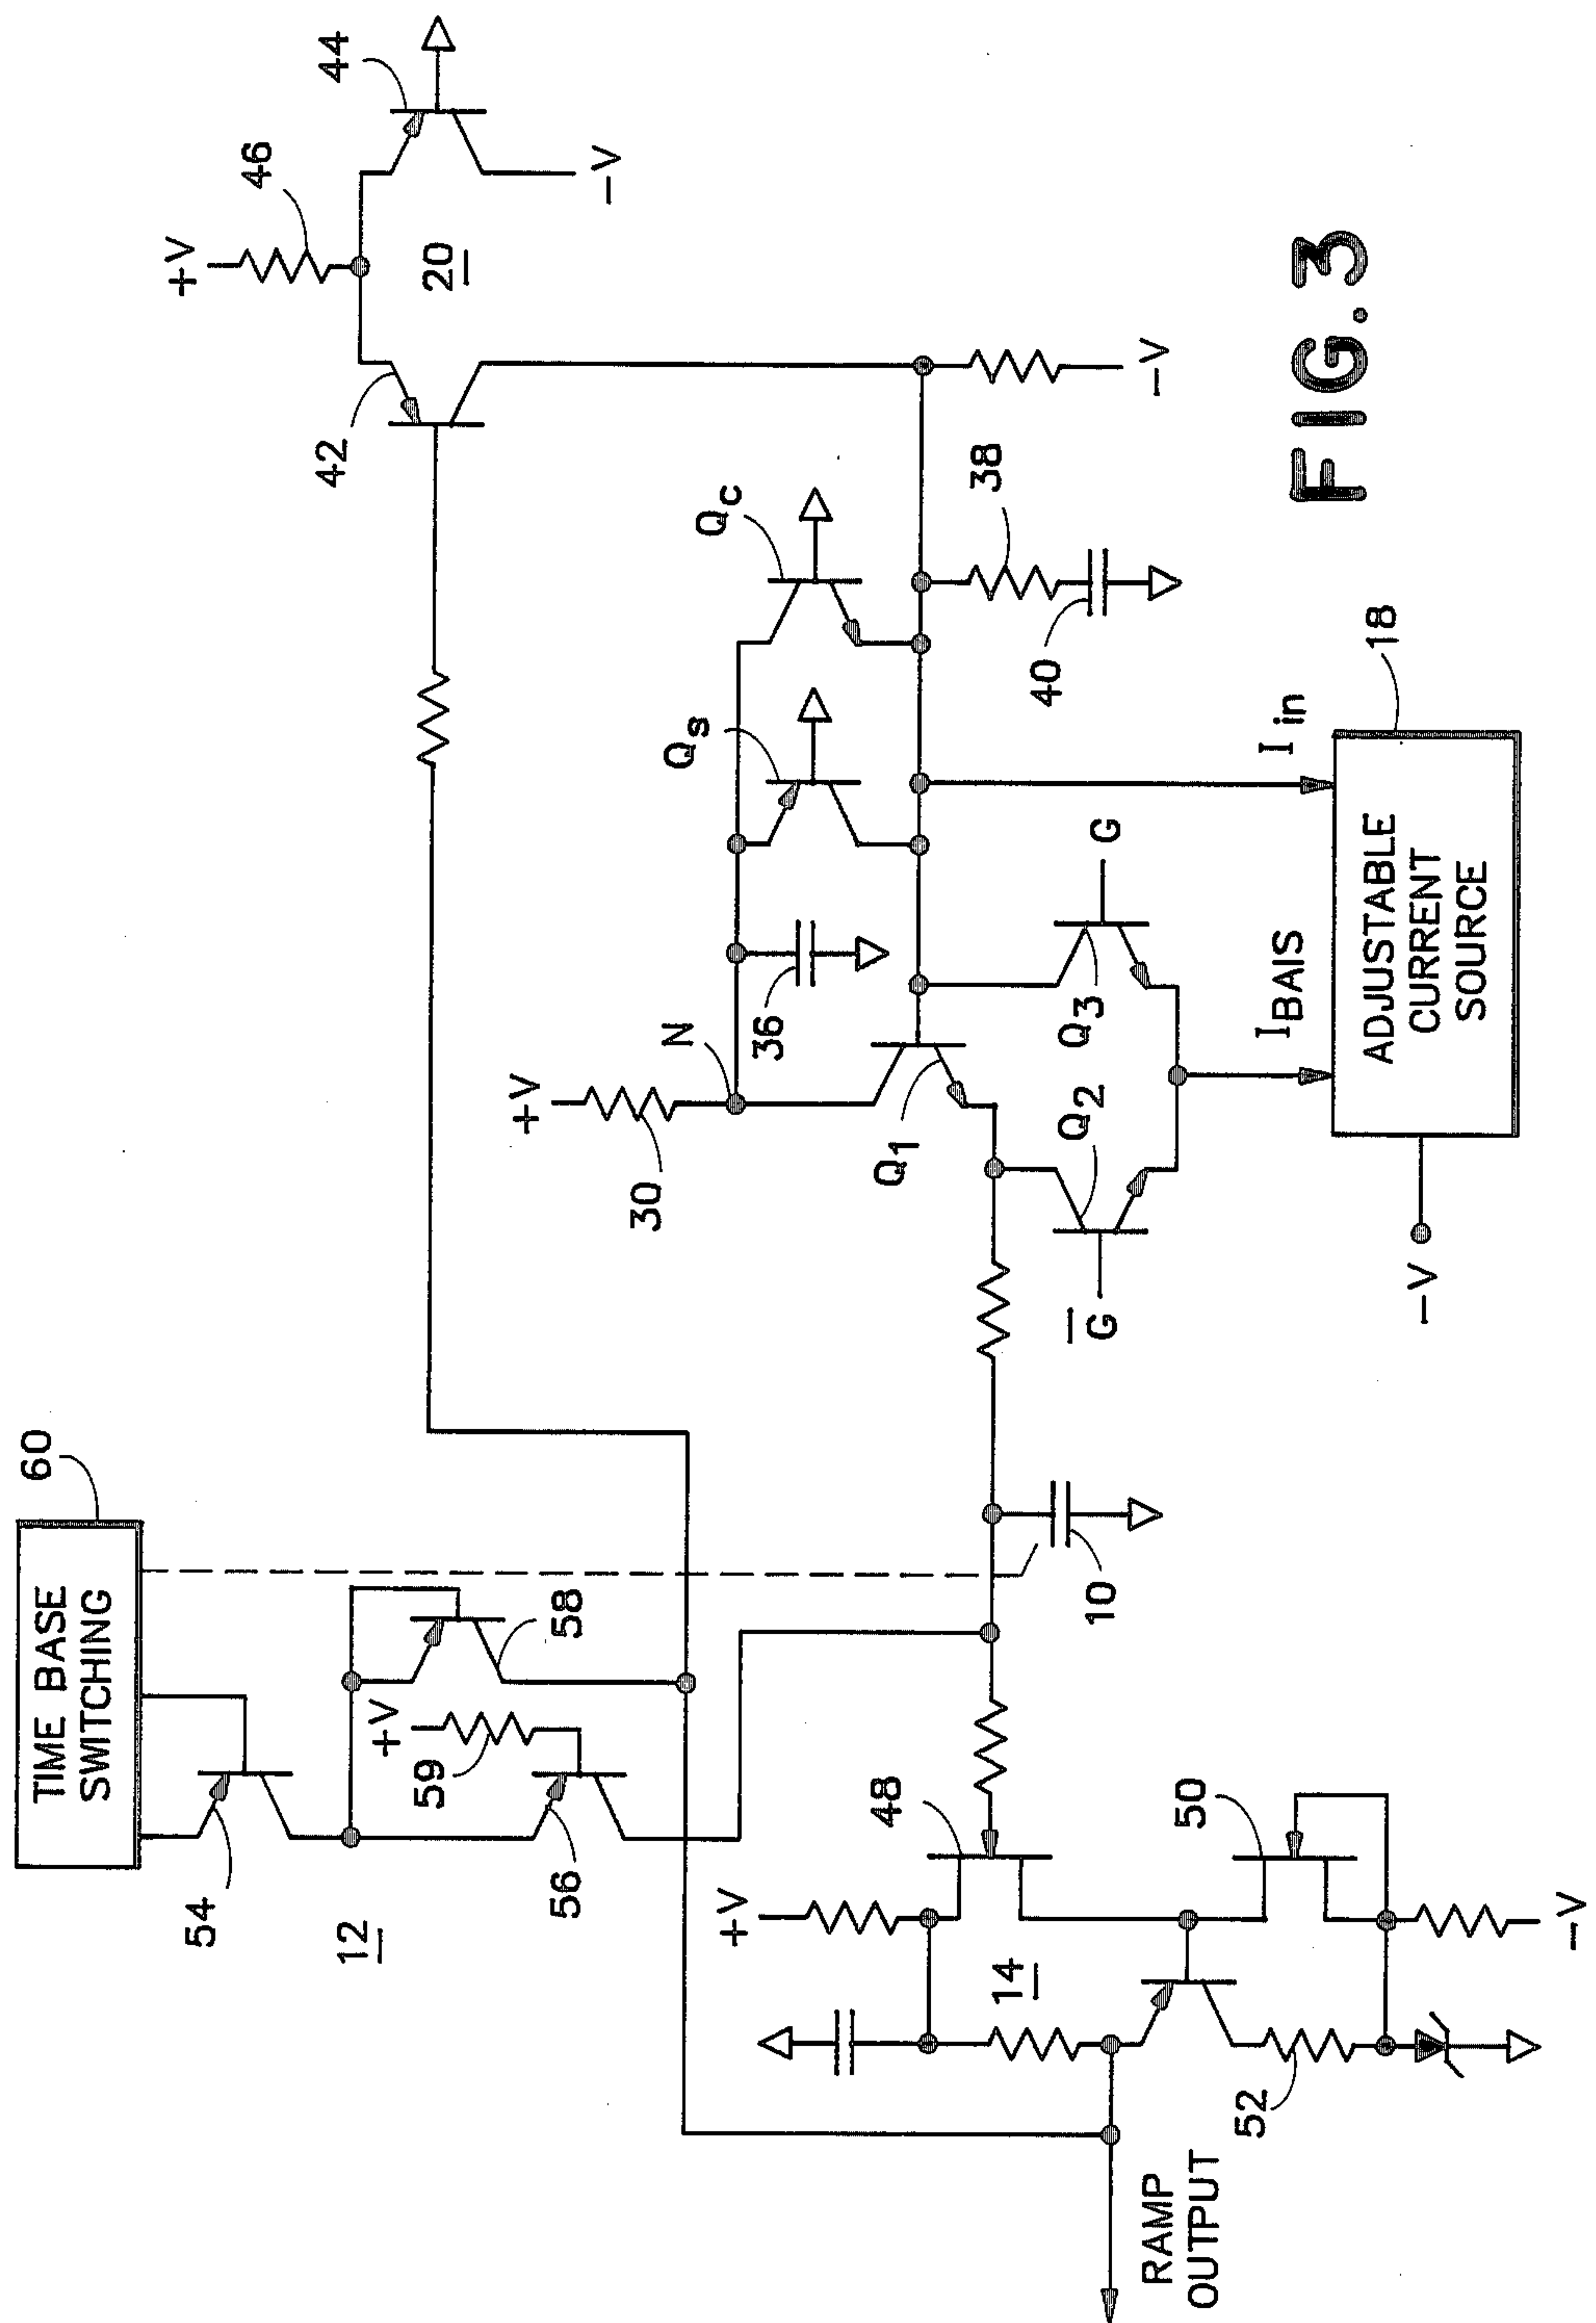 TIME BASE
SWITCHING
60
54
12
56
+V
59
58
+V
48
14
50
52
-V
RAMP
OUTPUT
10
+V
46
44
20
-V
42
+V
30
N
36
Qs
Qc
Q1
Q2
Q3
G̅
G
38
40
-V
IBAIS
I in
18
ADJUSTABLE
CURRENT
SOURCE
-V
FIG.3